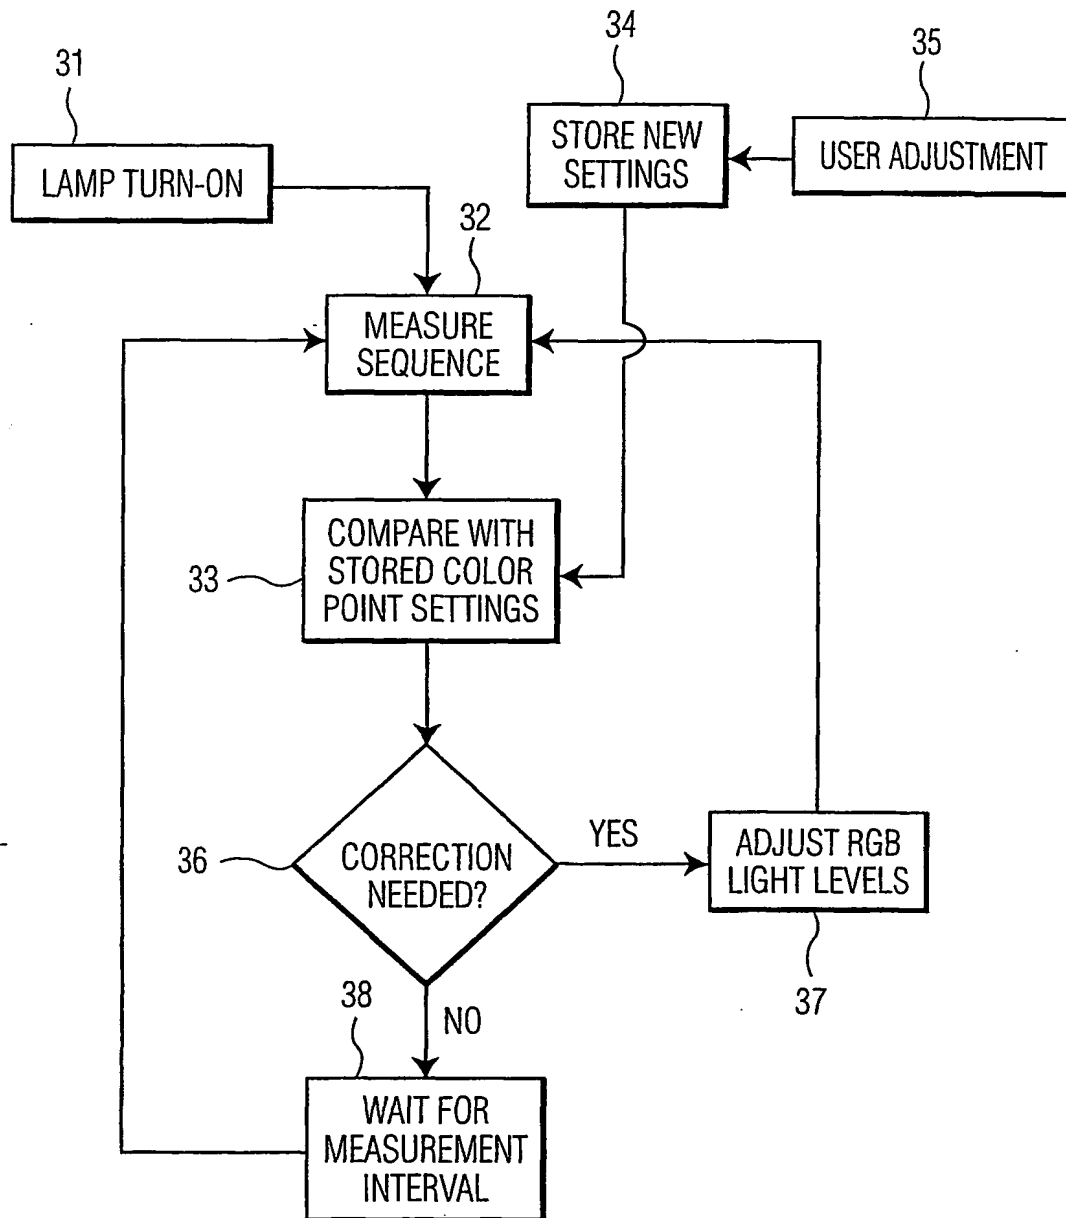 34
35
31
STORE NEW
SETTINGS
USER ADJUSTMENT
LAMP TURN-ON
32
MEASURE
SEQUENCE
COMPARE WITH
STORED COLOR
POINT SETTINGS
33
YES
36
CORRECTION
NEEDED?
ADJUST RGB
LIGHT LEVELS
37
38
NO
WAIT FOR
MEASUREMENT
INTERVAL